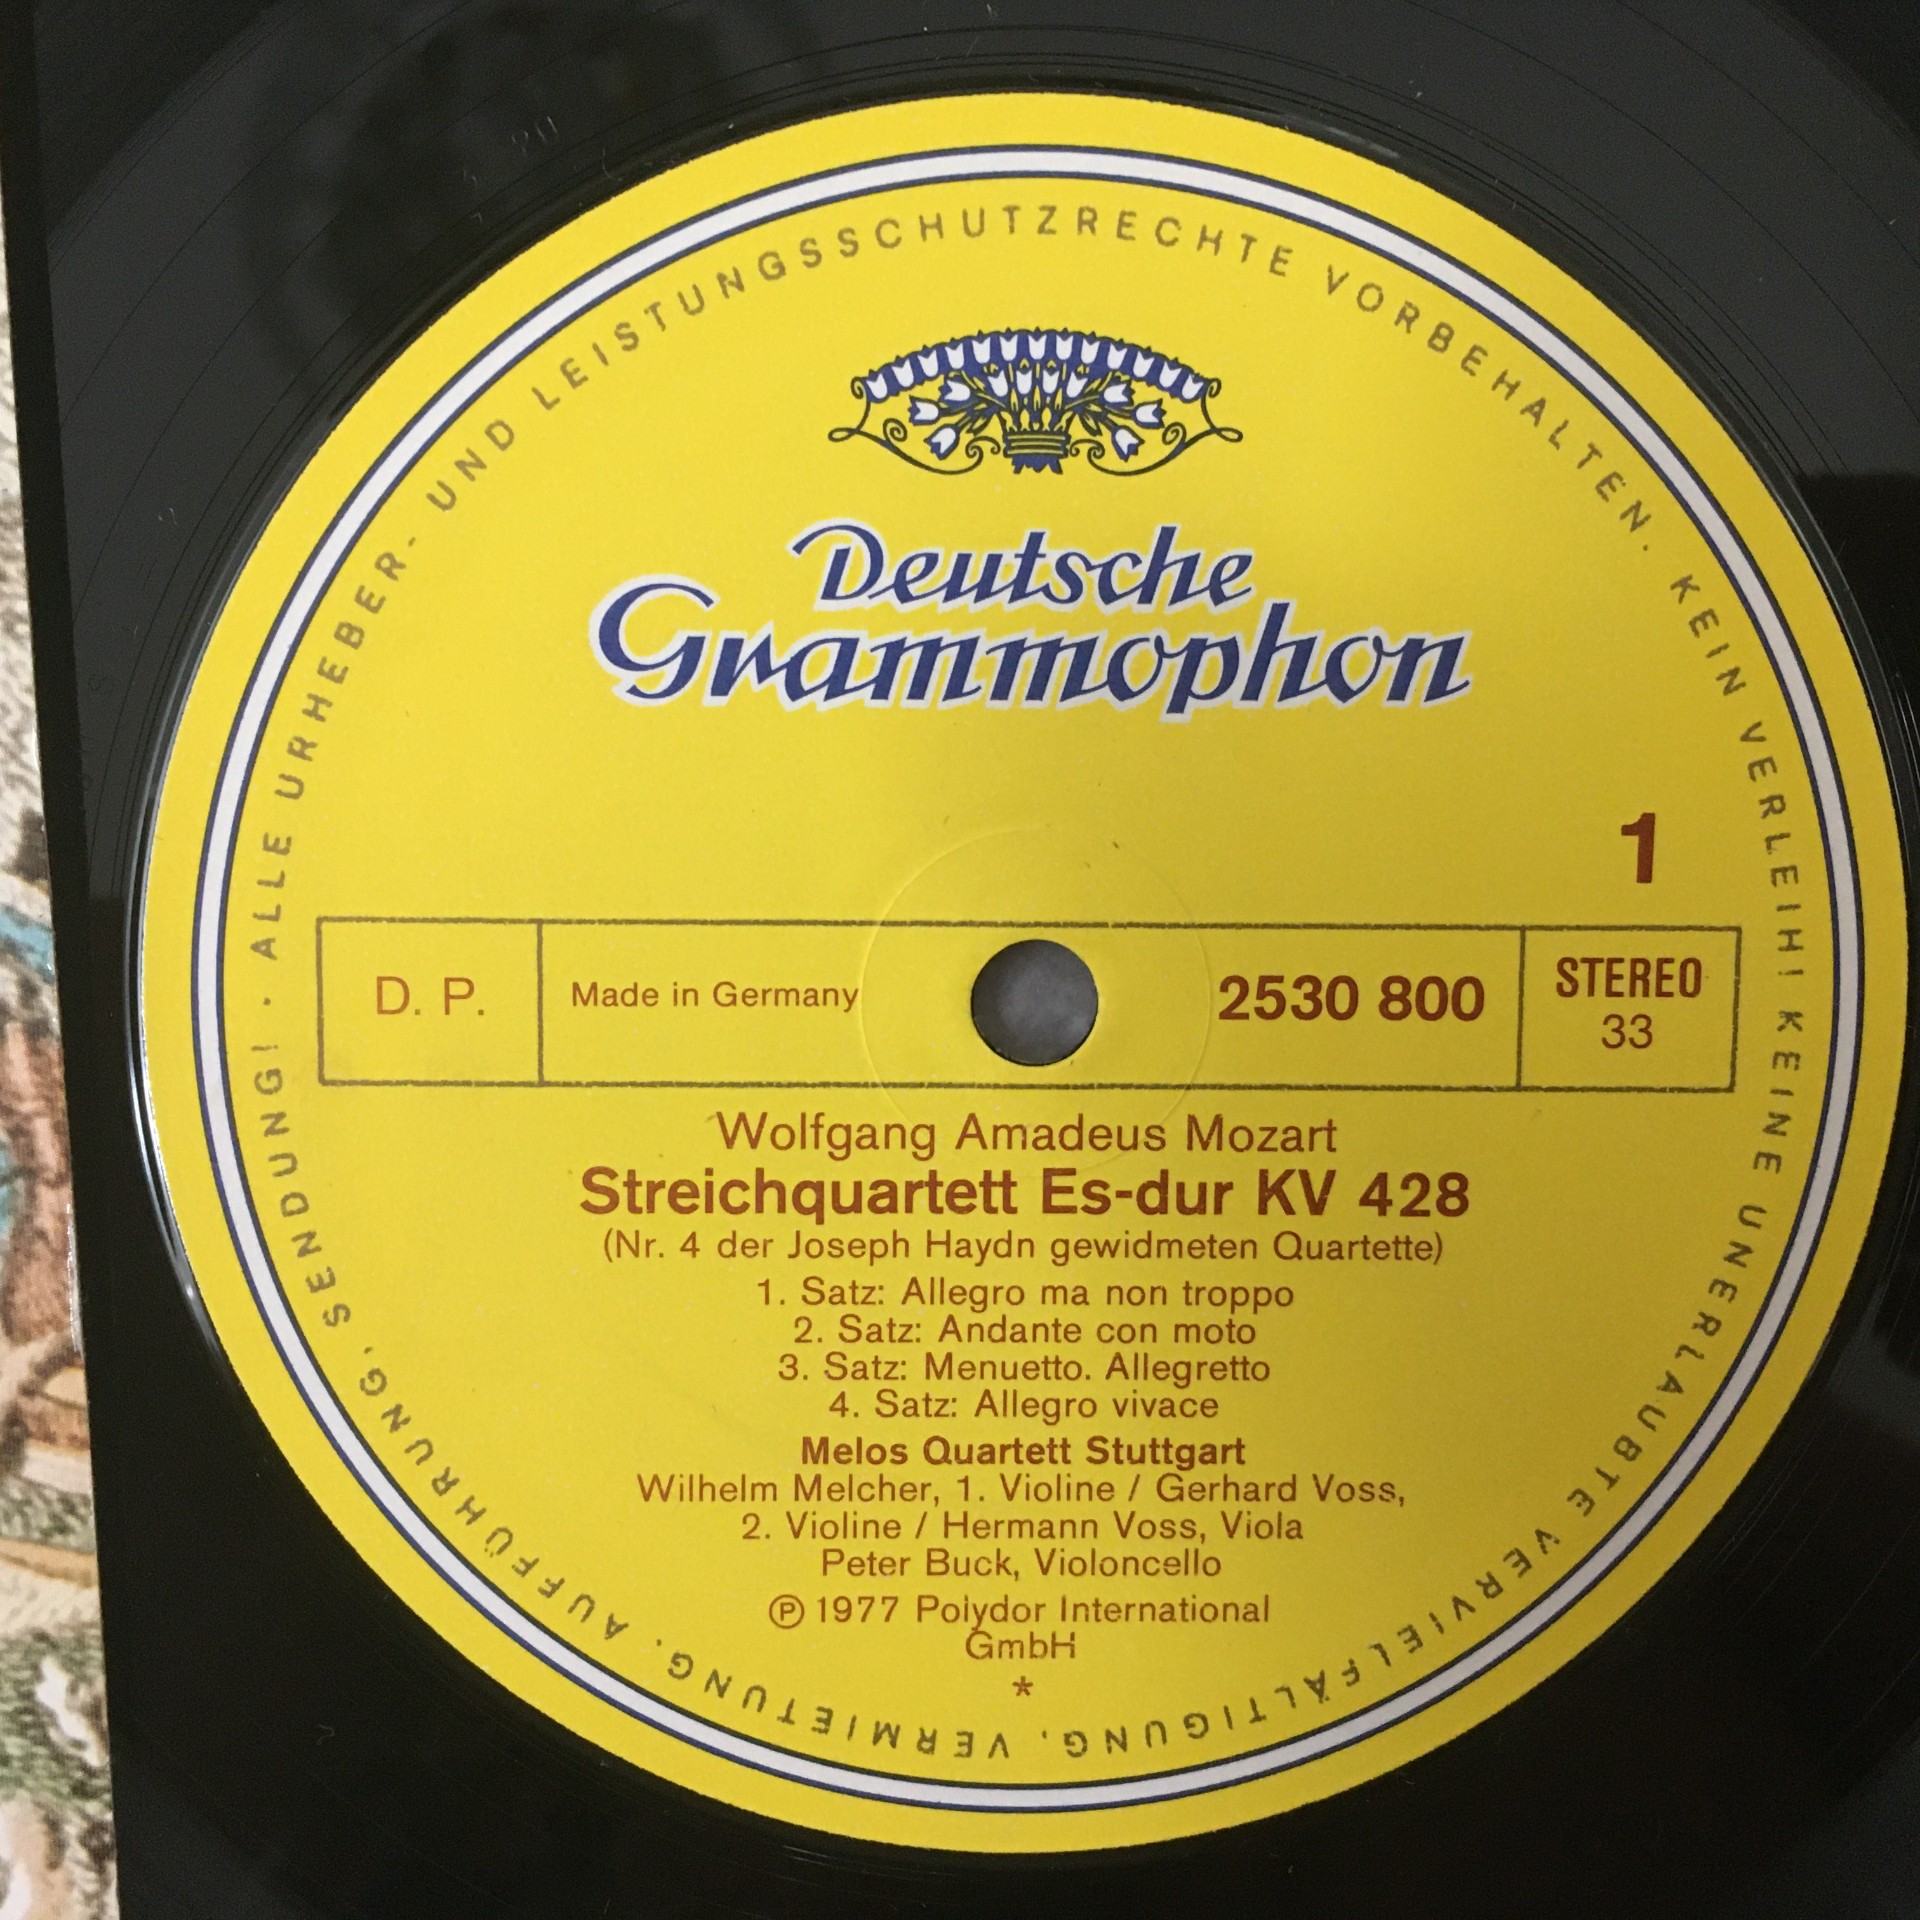 ALLE URHEBER- UND LEISTUNGSSCHUTZRECHTE VORBEHALTEN. KEIN VERLEIH! KEINE UNERLAUBTE VERVIELFÄLTIGUNG, VERMIETUNG, AUFFÜHRUNG, SENDUNG! ·
Deutsche
Grammophon
1
D. P.
Made in Germany
2530 800
STEREO
33
Wolfgang Amadeus Mozart
Streichquartett Es-dur KV 428
(Nr. 4 der Joseph Haydn gewidmeten Quartette)
1. Satz: Allegro ma non troppo
2. Satz: Andante con moto
3. Satz: Menuetto. Allegretto
4. Satz: Allegro vivace
Melos Quartett Stuttgart
Wilhelm Melcher, 1. Violine / Gerhard Voss,
2. Violine / Hermann Voss, Viola
Peter Buck, Violoncello
℗ 1977 Polydor International
GmbH
*